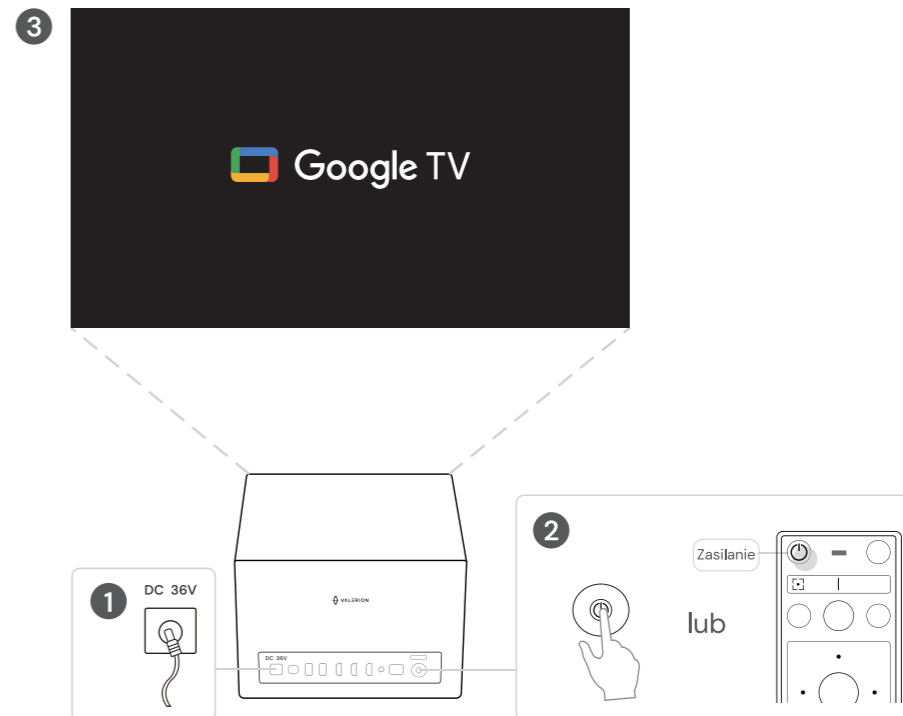 3
Google TV
2
Zasilanie
1
DC 36V
lub
VALERION
DC 36V